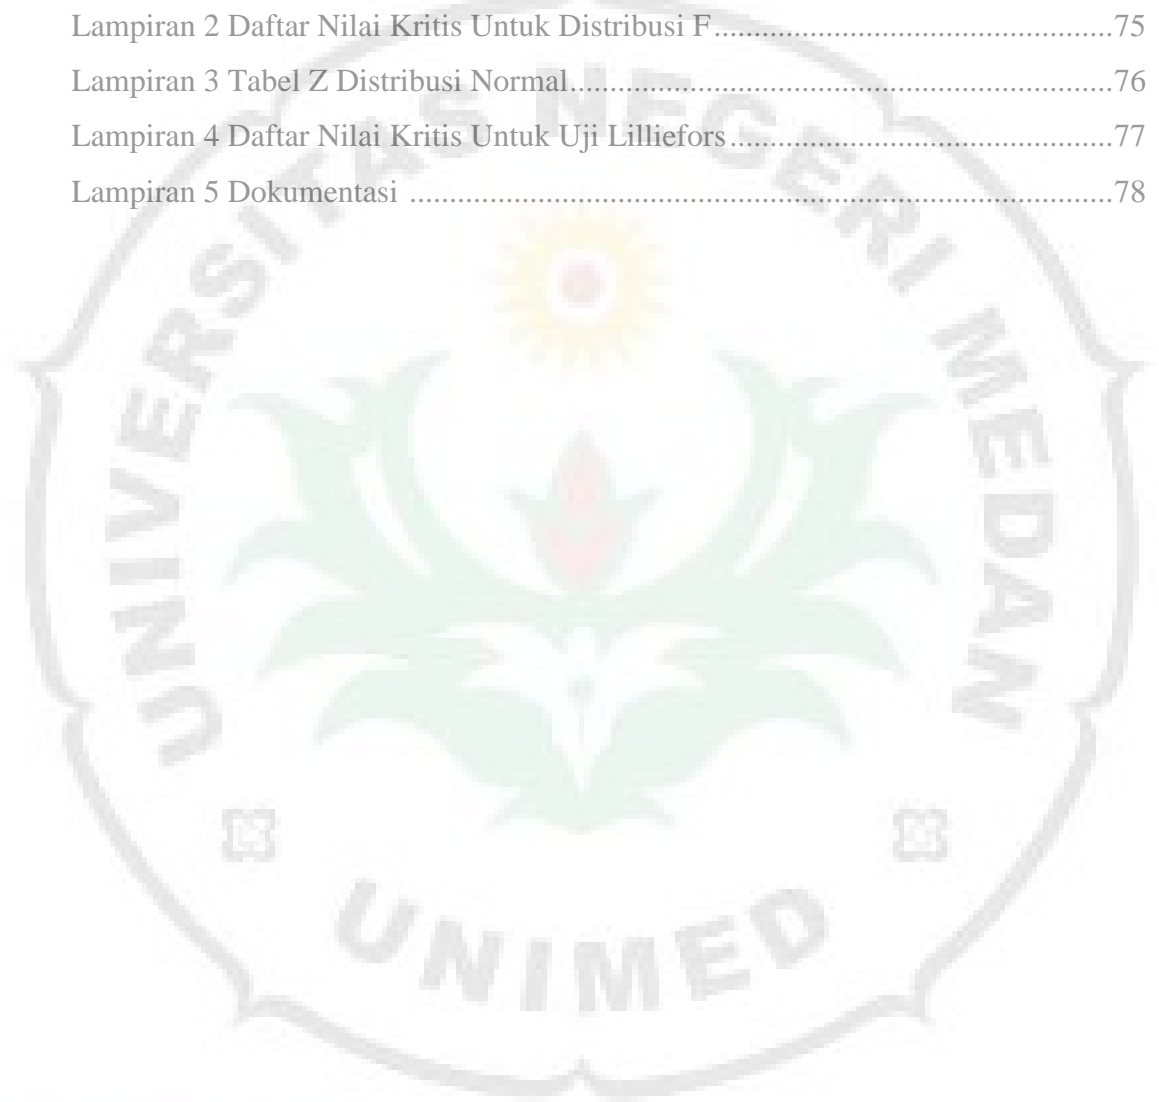 Lampiran 2 Daftar Nilai Kritis Untuk Distribusi F..................................................75
Lampiran 3 Tabel Z Distribusi Normal....................................................................76
Lampiran 4 Daftar Nilai Kritis Untuk Uji Lilliefors................................................77
Lampiran 5 Dokumentasi ........................................................................................78
UNIVERSITAS NEGERI MEDAN
UNIMED